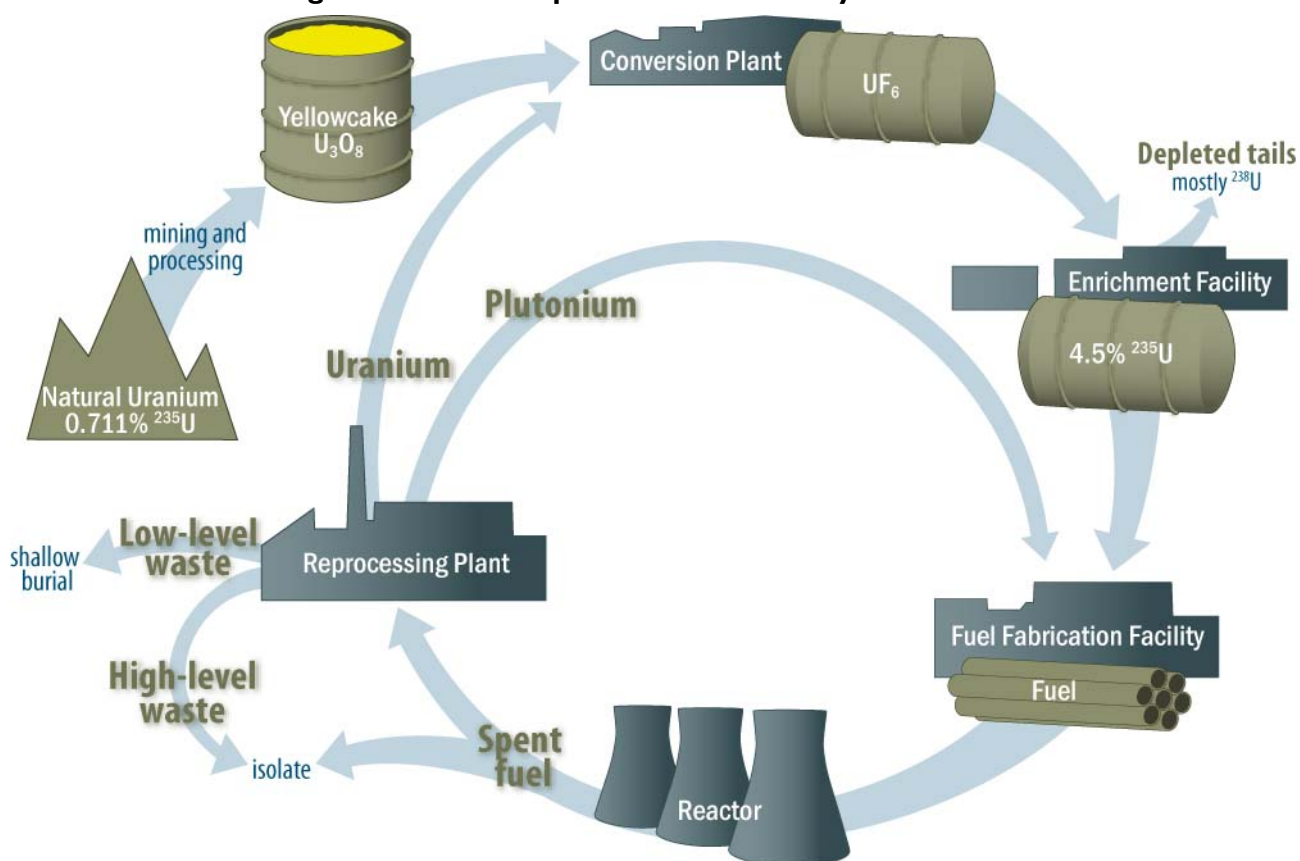 Yellowcake
U₃O₈
Conversion Plant
UF₆
Depleted tails
mostly ²³⁸U
mining and
processing
Enrichment Facility
4.5% ²³⁵U
Plutonium
Uranium
Natural Uranium
0.711% ²³⁵U
Low-level
waste
shallow
burial
Reprocessing Plant
Fuel Fabrication Facility
Fuel
High-level
waste
Spent
fuel
isolate
Reactor